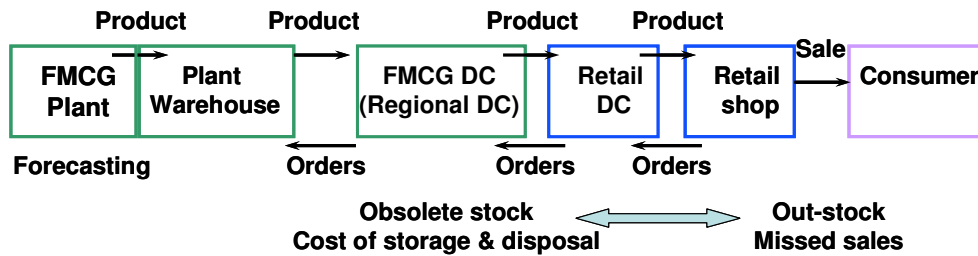 Product
Product
Product
Product
Sale
FMCG
Plant
Plant
Warehouse
FMCG DC
(Regional DC)
Retail
DC
Retail
shop
Consumer
Forecasting
Orders
Orders
Orders
Obsolete stock
Cost of storage & disposal
Out-stock
Missed sales